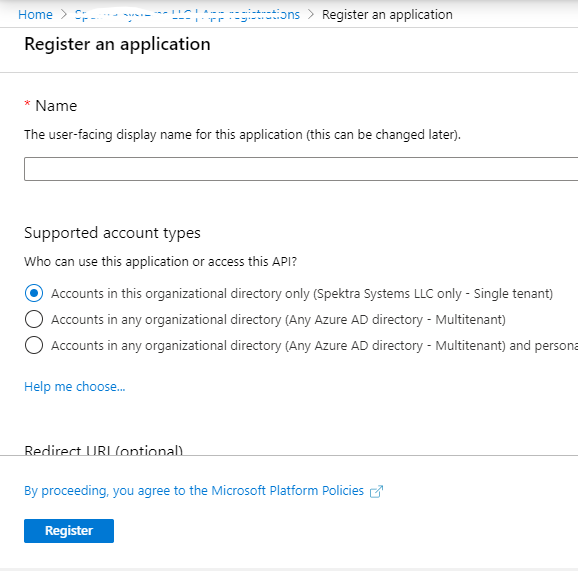 Home > Spektra Systems LLC | App registrations > Register an application
Register an application
* Name
The user-facing display name for this application (this can be changed later).
Supported account types
Who can use this application or access this API?
Accounts in this organizational directory only (Spektra Systems LLC only - Single tenant)
Accounts in any organizational directory (Any Azure AD directory - Multitenant)
Accounts in any organizational directory (Any Azure AD directory - Multitenant) and persona
Help me choose...
Redirect URI (optional)
By proceeding, you agree to the Microsoft Platform Policies
Register